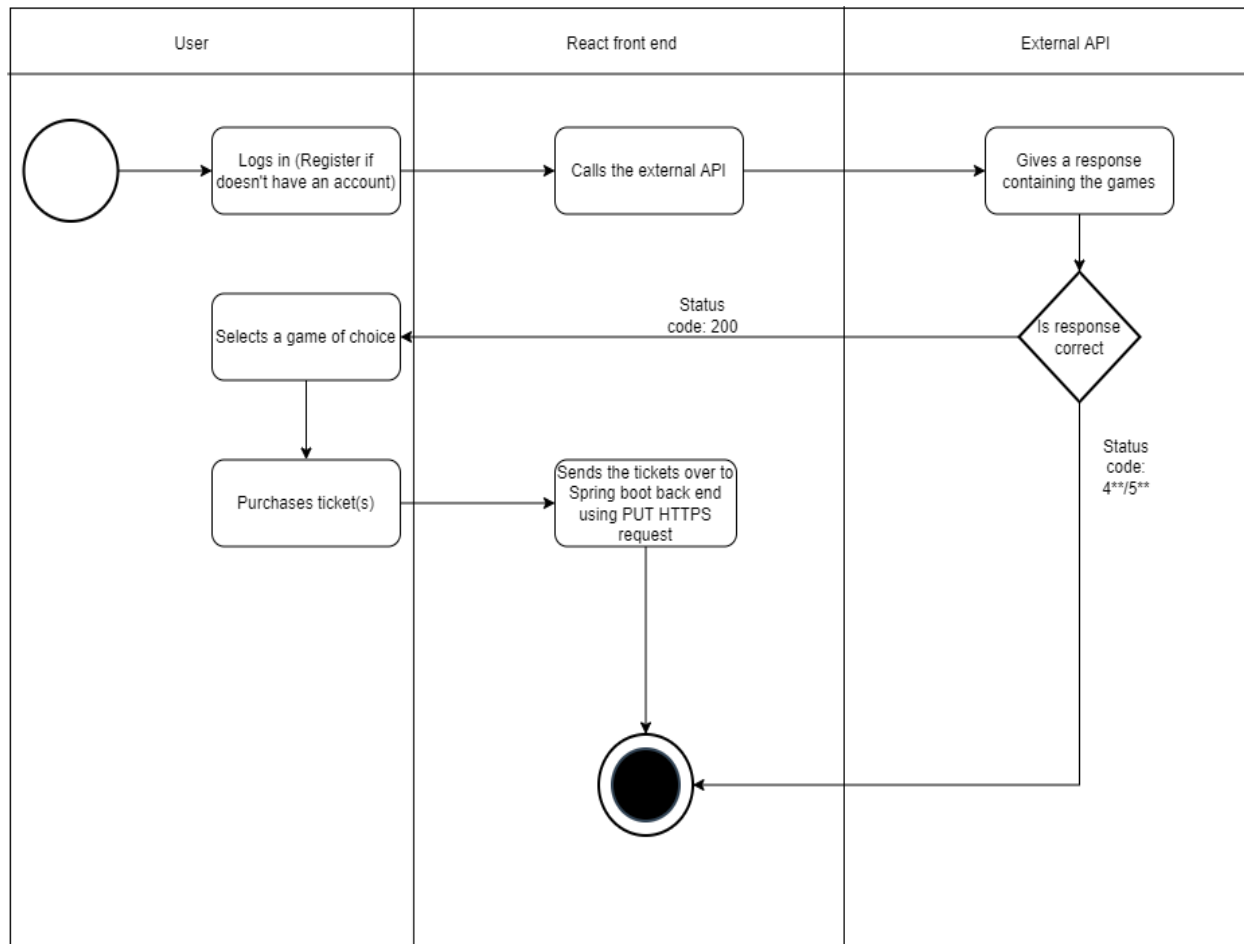 User
React front end
External API
Logs in (Register if
doesn't have an account)
Calls the external API
Gives a response
containing the games
Selects a game of choice
Status
code: 200
Is response
correct
Status
code:
4**/5**
Purchases ticket(s)
Sends the tickets over to
Spring boot back end
using PUT HTTPS
request